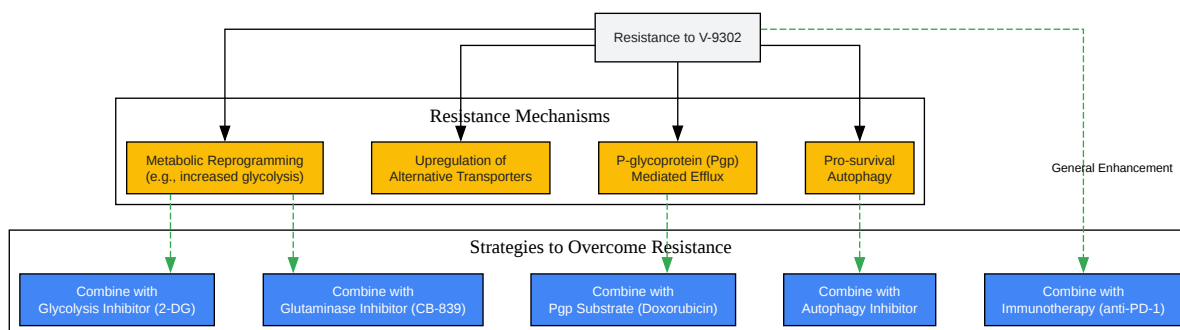 Resistance to V-9302
Resistance Mechanisms
Metabolic Reprogramming
(e.g., increased glycolysis)
Upregulation of
Alternative Transporters
P-glycoprotein (Pgp)
Mediated Efflux
Pro-survival
Autophagy
General Enhancement
Strategies to Overcome Resistance
Combine with
Glycolysis Inhibitor (2-DG)
Combine with
Glutaminase Inhibitor (CB-839)
Combine with
Pgp Substrate (Doxorubicin)
Combine with
Autophagy Inhibitor
Combine with
Immunotherapy (anti-PD-1)